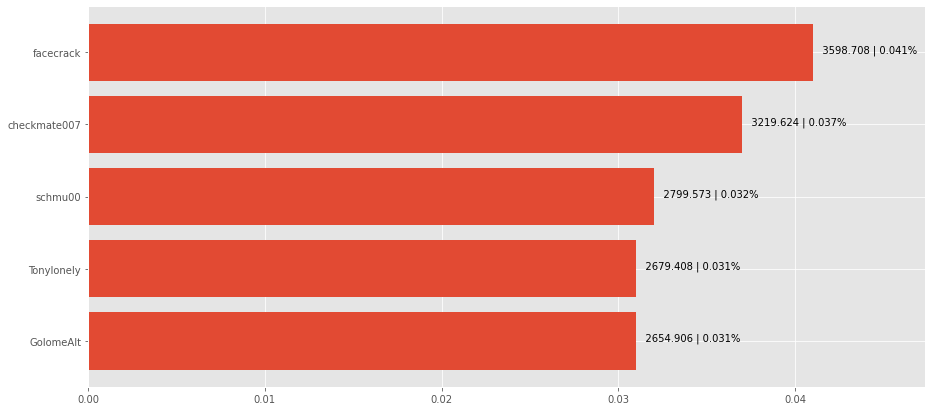 facecrack
3598.708 | 0.041%
checkmate007
3219.624 | 0.037%
schmu00
2799.573 | 0.032%
Tonylonely
2679.408 | 0.031%
GolomeAlt
2654.906 | 0.031%
0.00 0.01 0.02 0.03 0.04